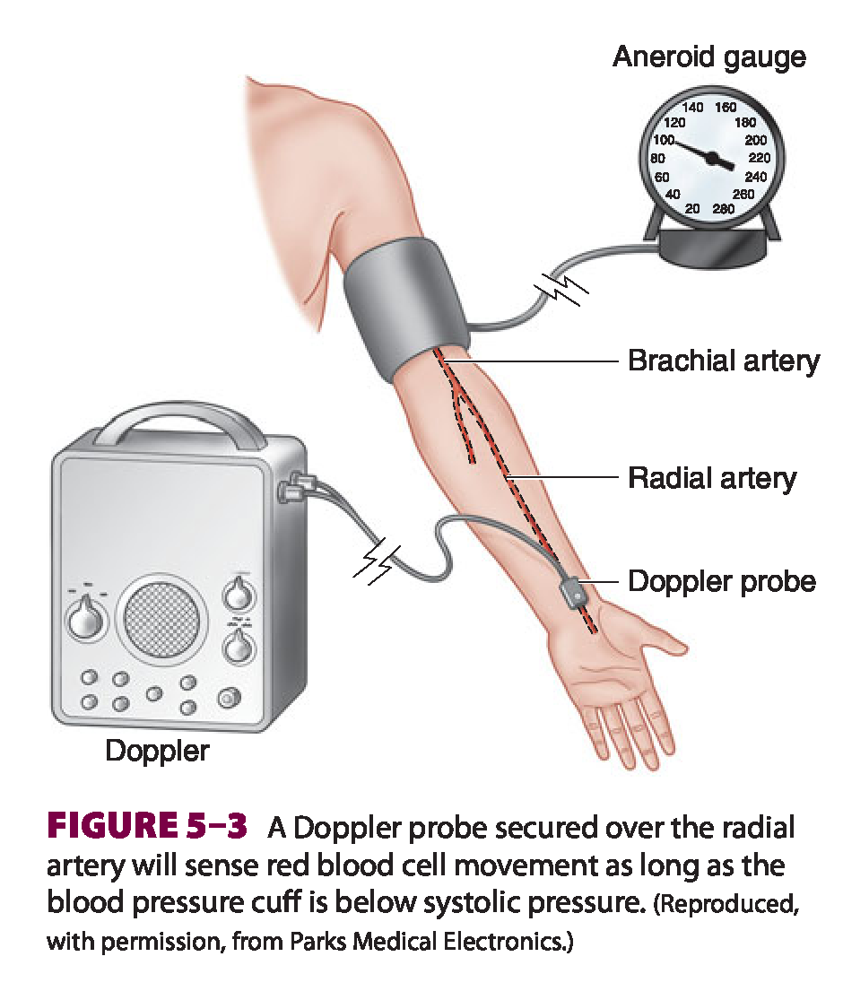 Aneroid gauge
140 160
120 180
100 200
80 220
60 240
40 260
20 280
Brachial artery
Radial artery
Doppler probe
Doppler
FIGURE 5–3 A Doppler probe secured over the radial
artery will sense red blood cell movement as long as the
blood pressure cuff is below systolic pressure. (Reproduced,
with permission, from Parks Medical Electronics.)